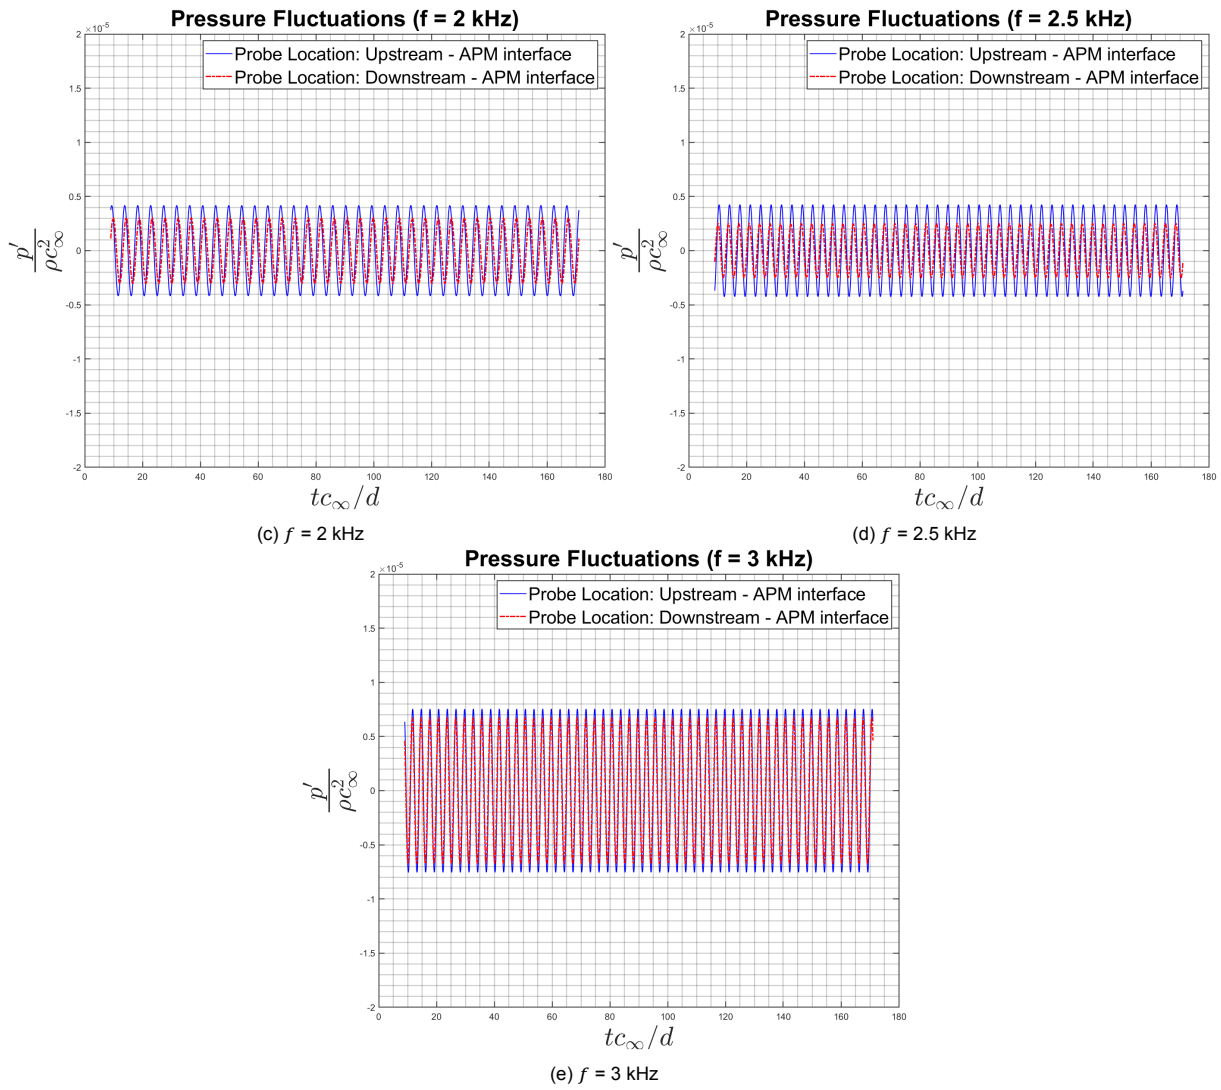 Pressure Fluctuations (f = 2 kHz)
×10⁻⁵
Probe Location: Upstream - APM interface
Probe Location: Downstream - APM interface
2
1.5
1
0.5
0
-0.5
-1
-1.5
-2
p′/ρc²∞
0 20 40 60 80 100 120 140 160 180
tc∞/d
(c) f = 2 kHz
Pressure Fluctuations (f = 2.5 kHz)
×10⁻⁵
Probe Location: Upstream - APM interface
Probe Location: Downstream - APM interface
2
1.5
1
0.5
0
-0.5
-1
-1.5
-2
p′/ρc²∞
0 20 40 60 80 100 120 140 160 180
tc∞/d
(d) f = 2.5 kHz
Pressure Fluctuations (f = 3 kHz)
×10⁻⁵
Probe Location: Upstream - APM interface
Probe Location: Downstream - APM interface
2
1.5
1
0.5
0
-0.5
-1
-1.5
-2
p′/ρc²∞
0 20 40 60 80 100 120 140 160 180
tc∞/d
(e) f = 3 kHz